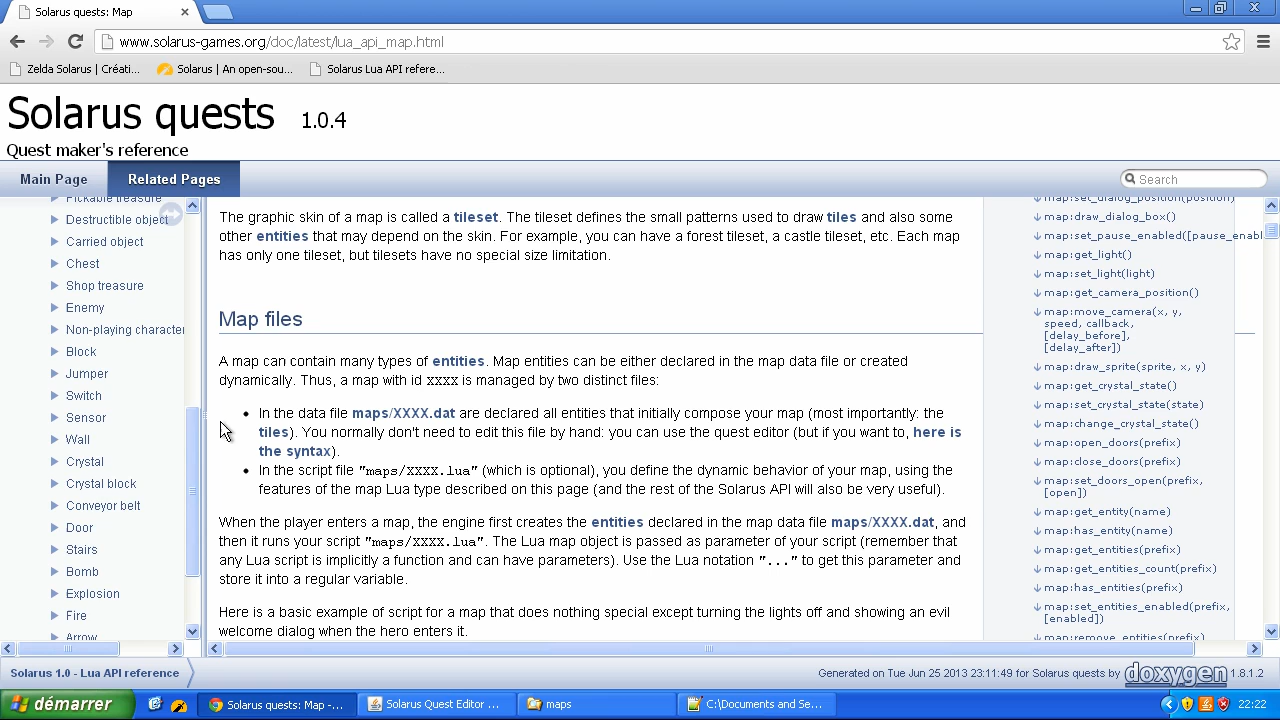 Solarus quests: Map
www.solarus-games.org/doc/latest/lua_api_map.html
Zelda Solarus | Créati...
Solarus | An open-sou...
Solarus Lua API refere...
Solarus quests 1.0.4
Quest maker's reference
Main Page
Related Pages
Search
Pickable treasure
Destructible object
Carried object
Chest
Shop treasure
Enemy
Non-playing character
Block
Jumper
Switch
Sensor
Wall
Crystal
Crystal block
Conveyor belt
Door
Stairs
Bomb
Explosion
Fire
Arrow
The graphic skin of a map is called a tileset. The tileset defines the small patterns used to draw tiles and also some
other entities that may depend on the skin. For example, you can have a forest tileset, a castle tileset, etc. Each map
has only one tileset, but tilesets have no special size limitation.
Map files
A map can contain many types of entities. Map entities can be either declared in the map data file or created
dynamically. Thus, a map with id XXXX is managed by two distinct files:
• In the data file maps/XXXX.dat are declared all entities that initially compose your map (most importantly: the
tiles). You normally don't need to edit this file by hand: you can use the quest editor (but if you want to, here is
the syntax).
• In the script file "maps/XXXX.lua" (which is optional), you define the dynamic behavior of your map, using the
features of the map Lua type described on this page (and the rest of the Solarus API will also be very useful).
When the player enters a map, the engine first creates the entities declared in the map data file maps/XXXX.dat, and
then it runs your script "maps/XXXX.lua". The Lua map object is passed as parameter of your script (remember that
any Lua script is implicitly a function and can have parameters). Use the Lua notation "..." to get this parameter and
store it into a regular variable.
Here is a basic example of script for a map that does nothing special except turning the lights off and showing an evil
welcome dialog when the hero enters it.
map:set_dialog_position(position)
map:draw_dialog_box()
map:set_pause_enabled([pause_enabl
map:get_light()
map:set_light(light)
map:get_camera_position()
map:move_camera(x, y,
speed, callback,
[delay_before],
[delay_after])
map:draw_sprite(sprite, x, y)
map:get_crystal_state()
map:set_crystal_state(state)
map:change_crystal_state()
map:open_doors(prefix)
map:close_doors(prefix)
map:set_doors_open(prefix,
[open])
map:get_entity(name)
map:has_entity(name)
map:get_entities(prefix)
map:get_entities_count(prefix)
map:has_entities(prefix)
map:set_entities_enabled(prefix,
[enabled])
map:remove_entities(prefix)
Solarus 1.0 - Lua API reference
Generated on Tue Jun 25 2013 23:11:49 for Solarus quests by doxygen 1.8.1.2
démarrer
Solarus quests: Map -...
Solarus Quest Editor ...
maps
C:\Documents and Se...
22:22